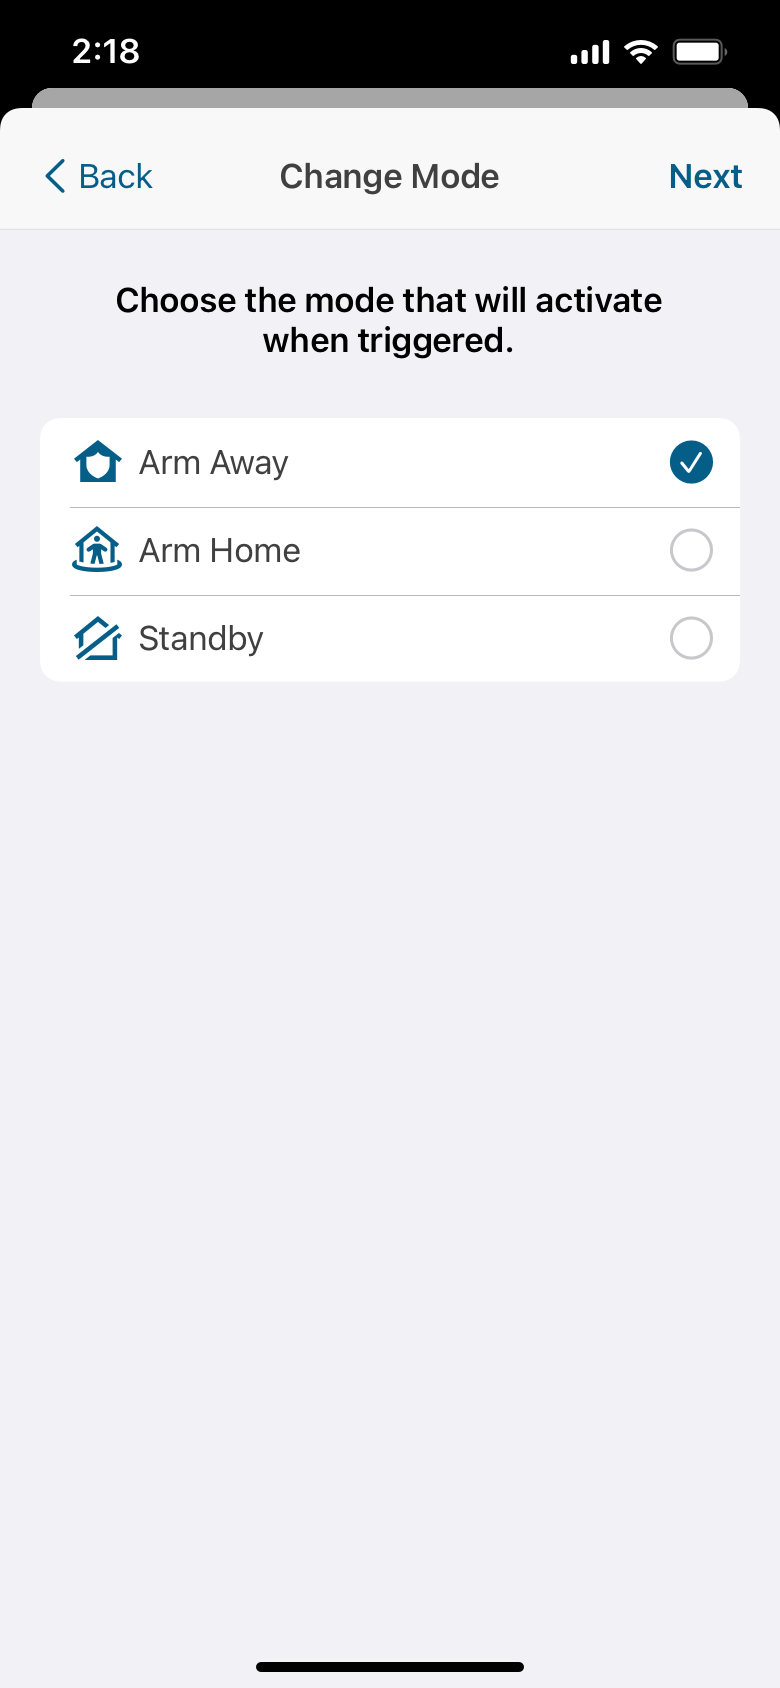 2:18
Back
Change Mode
Next
Choose the mode that will activate
when triggered.
Arm Away
Arm Home
Standby